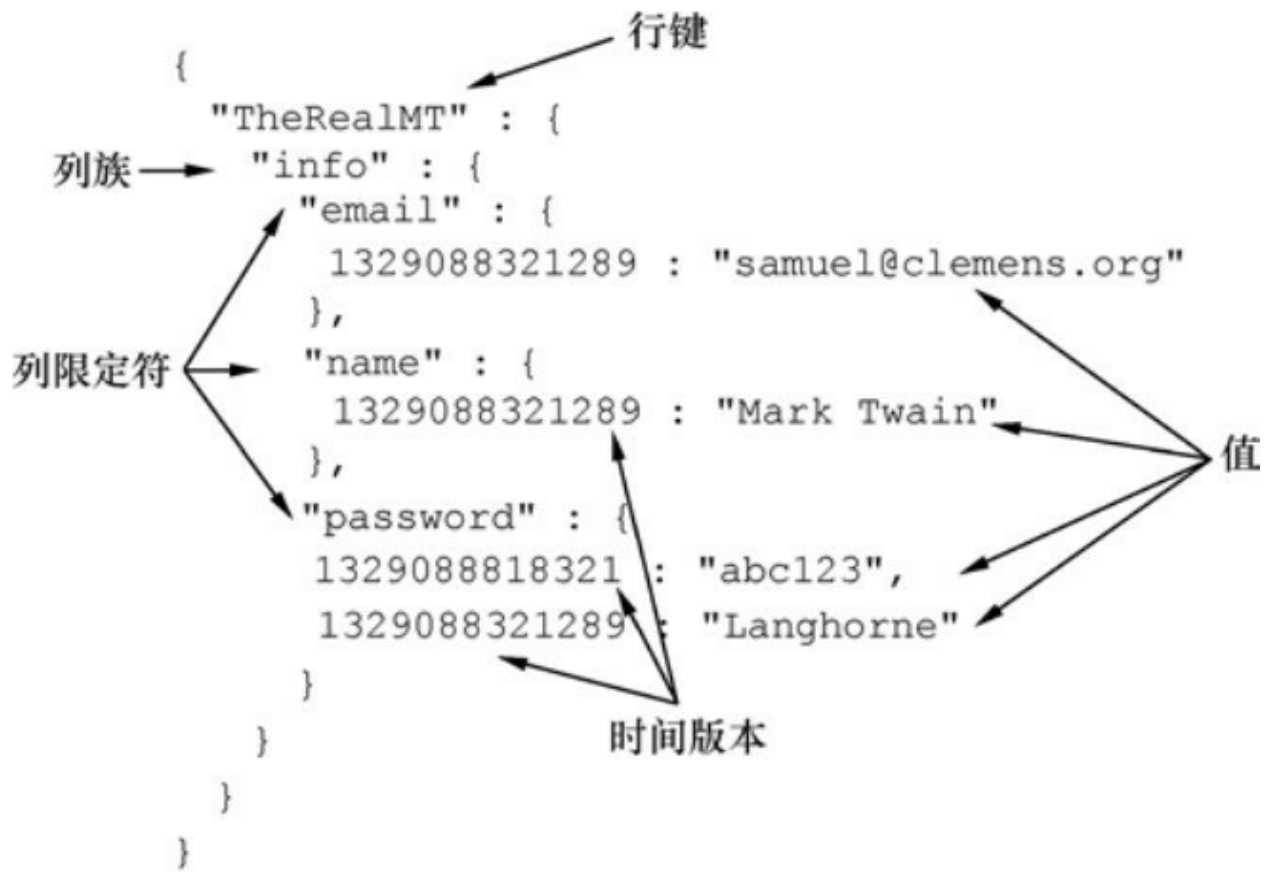 行键
{
"TheRealMT" : {
列族
"info" : {
"email" : {
1329088321289 : "samuel@clemens.org"
},
列限定符
"name" : {
1329088321289 : "Mark Twain"
值
},
"password" : {
1329088818321 : "abc123",
1329088321289 : "Langhorne"
}
时间版本
}
}
}